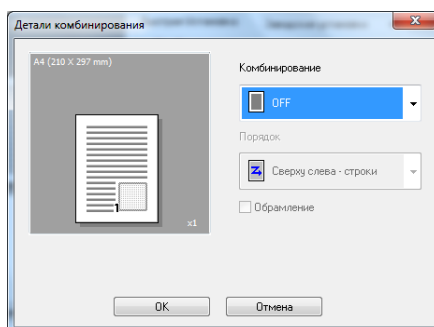 Детали комбинирования
A4 (210 X 297 mm)
1
x1
Комбинирование
OFF
Порядок
Сверху слева - строки
Обрамление
OK
Отмена